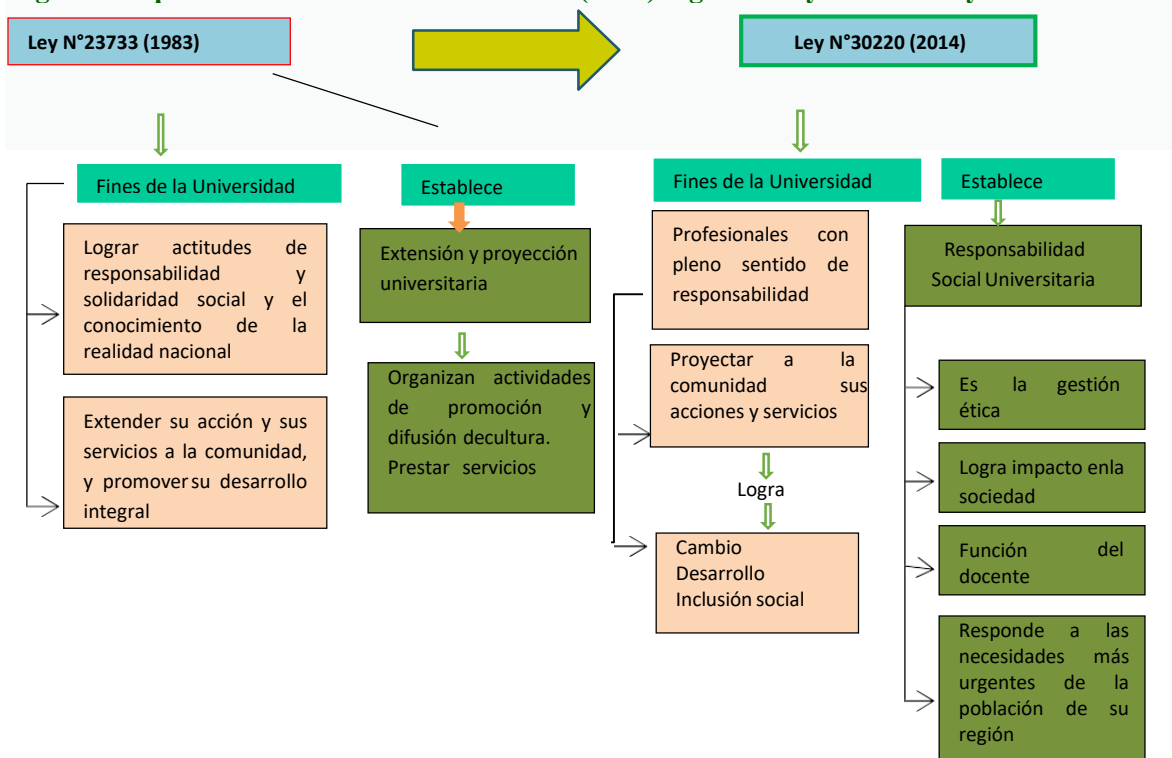 Ley N°23733 (1983)
Ley N°30220 (2014)
Fines de la Universidad
Lograr actitudes de
responsabilidad y
solidaridad social y el
conocimiento de la
realidad nacional
Extender su acción y sus
servicios a la comunidad,
y promoversu desarrollo
integral
Establece
Extensión y proyección
universitaria
Organizan actividades
de promoción y
difusión decultura.
Prestar servicios
Fines de la Universidad
Profesionales con
pleno sentido de
responsabilidad
Proyectar a la
comunidad sus
acciones y servicios
Logra
Cambio
Desarrollo
Inclusión social
Establece
Responsabilidad
Social Universitaria
Es la gestión
ética
Logra impacto enla
sociedad
Función del
docente
Responde a las
necesidades más
urgentes de la
población de su
región